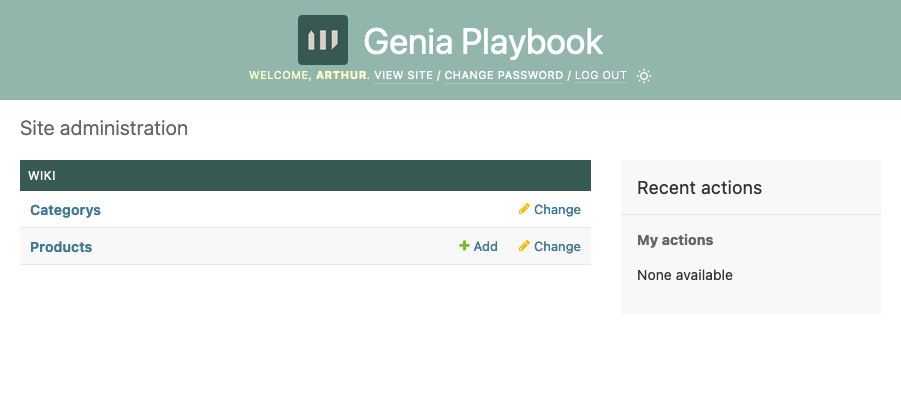 Genia Playbook
WELCOME, ARTHUR. VIEW SITE / CHANGE PASSWORD / LOG OUT
Site administration
WIKI
Categorys Change
Products Add Change
Recent actions
My actions
None available